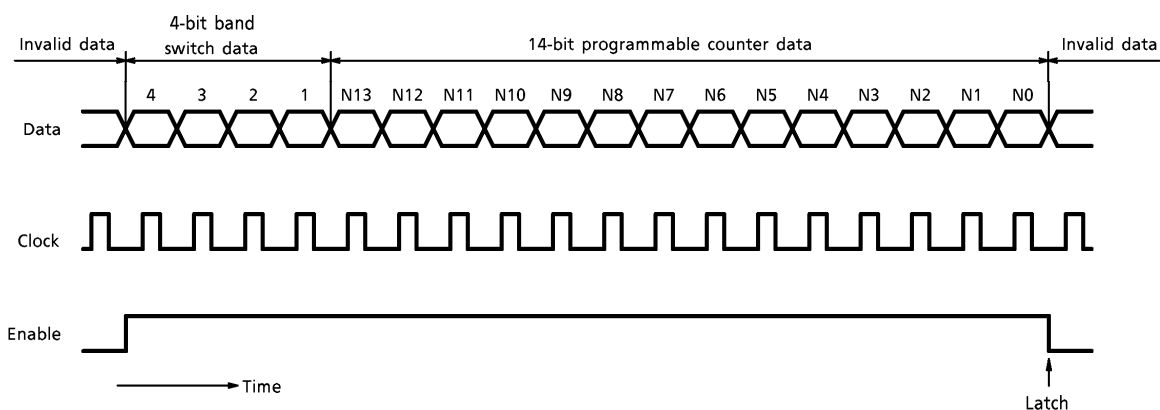 4-bit band
switch data
Invalid data
14-bit programmable counter data
Invalid data
4 3 2 1 N13 N12 N11 N10 N9 N8 N7 N6 N5 N4 N3 N2 N1 N0
Data
Clock
Enable
Time
Latch